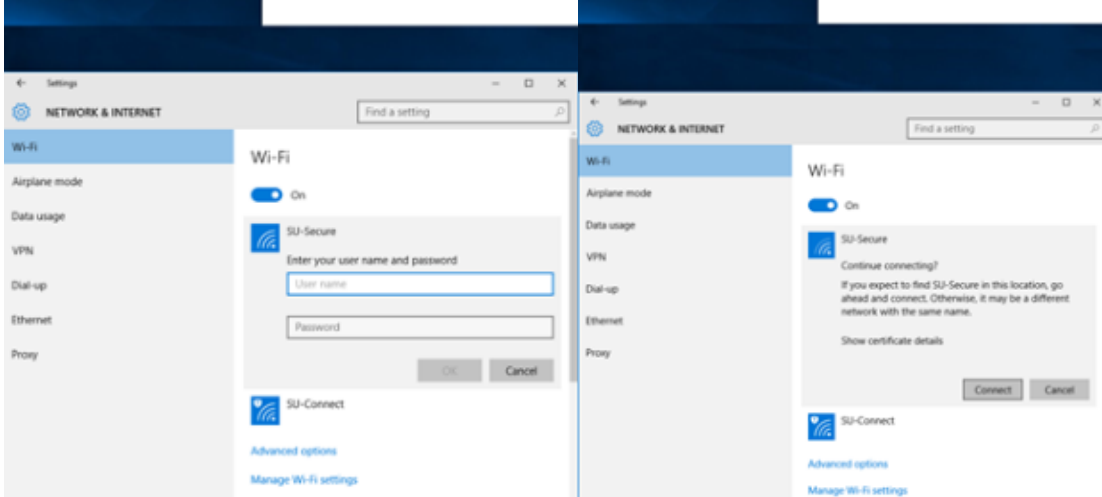 Settings
NETWORK & INTERNET
Find a setting
Wi-Fi
Airplane mode
Data usage
VPN
Dial-up
Ethernet
Proxy
Wi-Fi
On
SU-Secure
Enter your user name and password
User name
Password
OK
Cancel
SU-Connect
Advanced options
Manage Wi-Fi settings
Settings
NETWORK & INTERNET
Find a setting
Wi-Fi
Airplane mode
Data usage
VPN
Dial-up
Ethernet
Proxy
Wi-Fi
On
SU-Secure
Continue connecting?
If you expect to find SU-Secure in this location, go
ahead and connect. Otherwise, it may be a different
network with the same name.
Show certificate details
Connect
Cancel
SU-Connect
Advanced options
Manage Wi-Fi settings